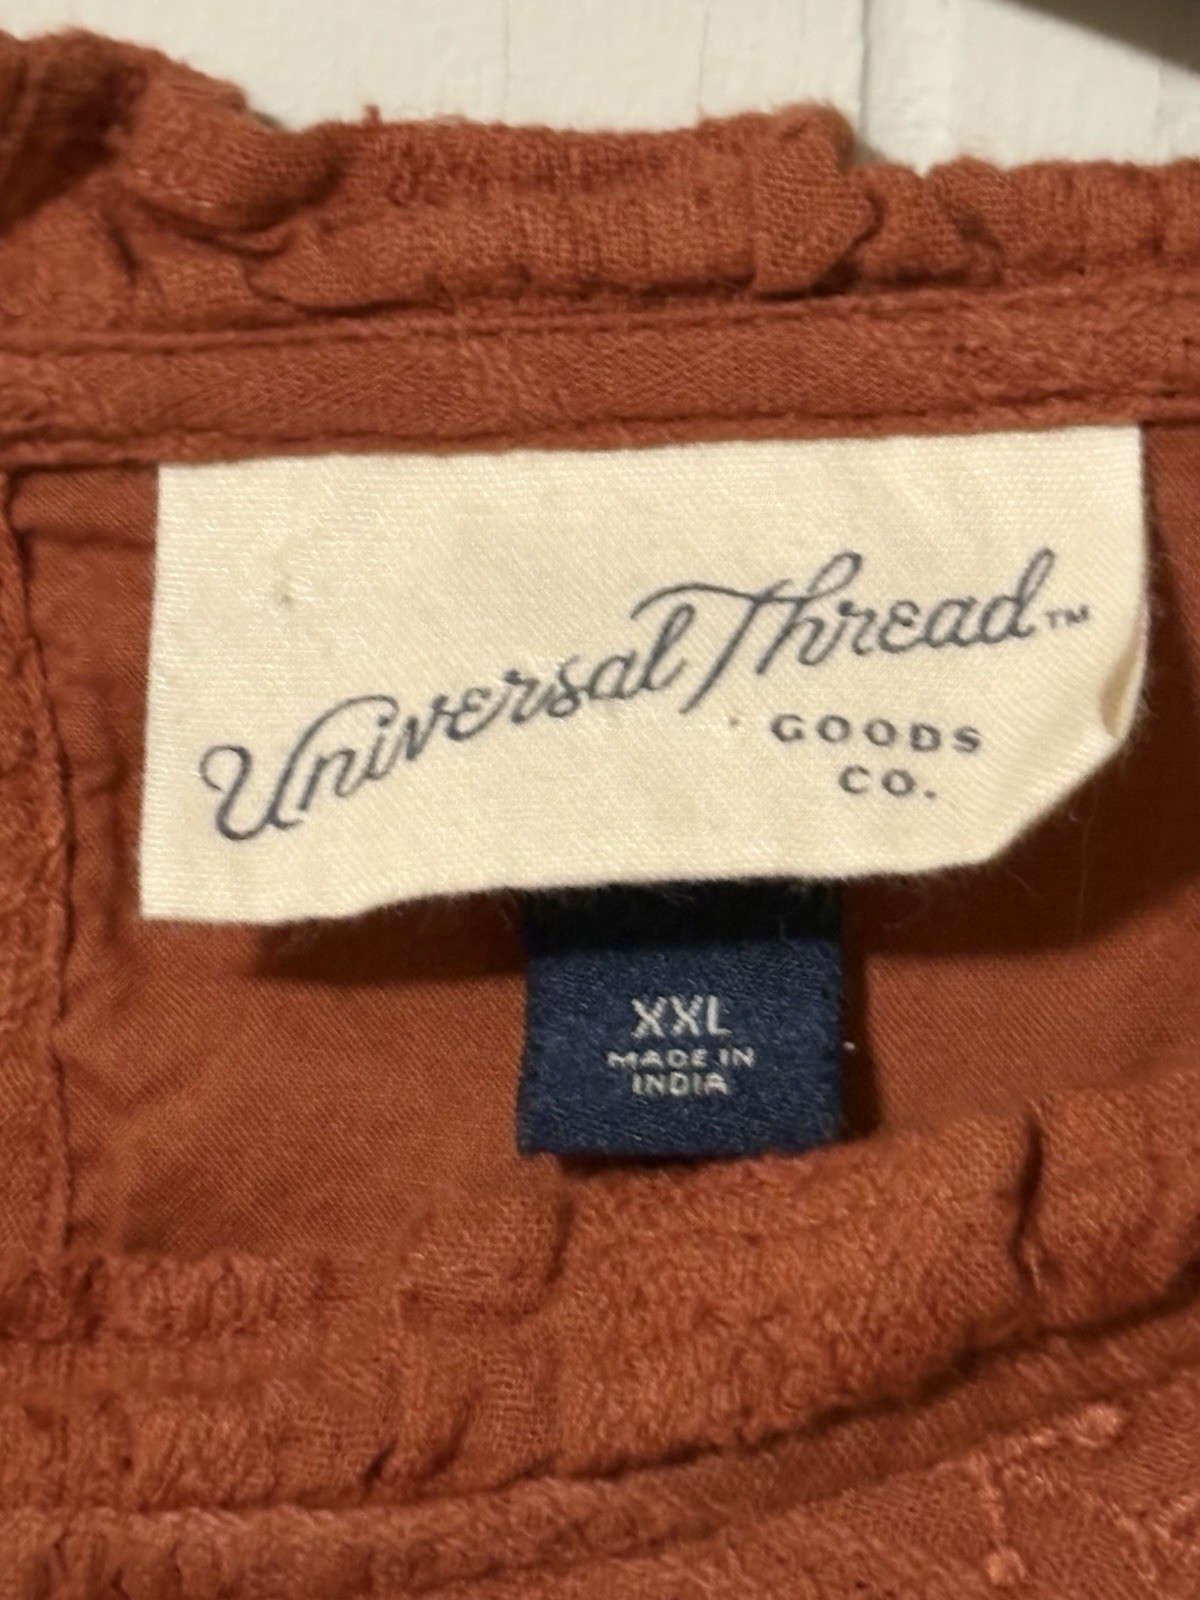 Universal Thread™
GOODS
CO.
XXL
MADE IN
INDIA